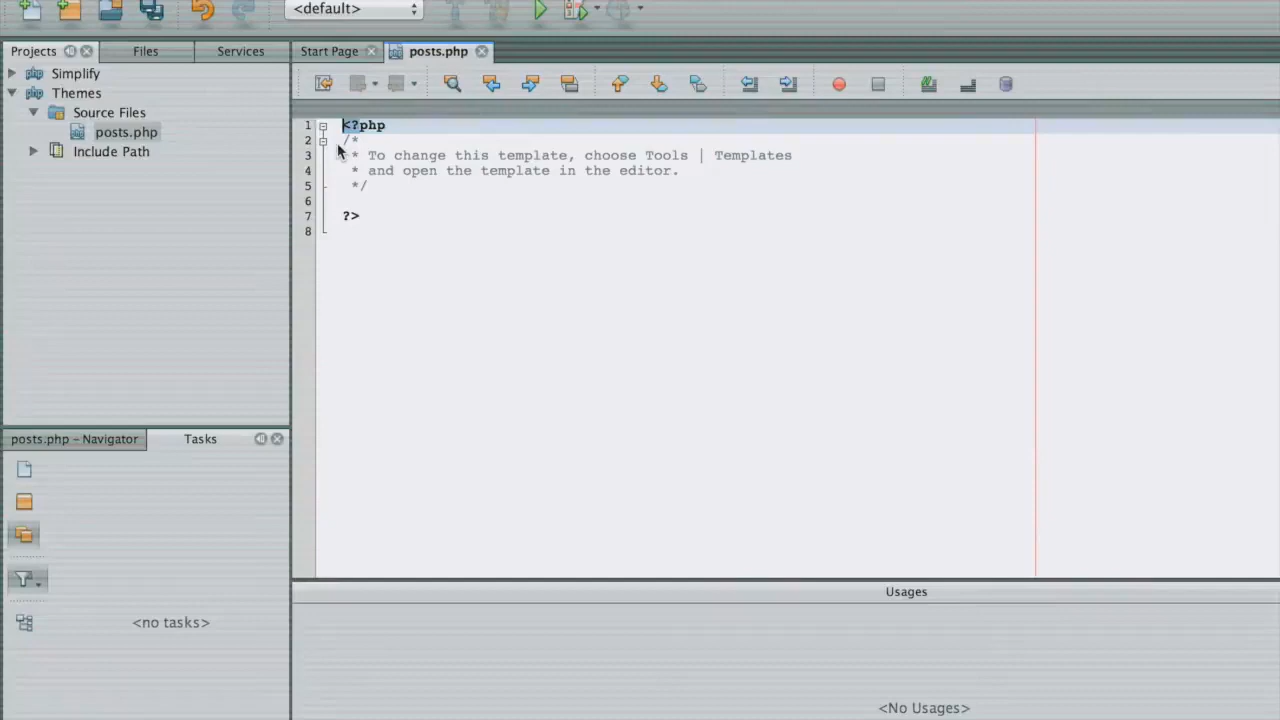 <default>
Projects
Files
Services
Start Page
posts.php
Simplify
Themes
Source Files
posts.php
Include Path
1 <?php
2 /*
3 * To change this template, choose Tools | Templates
4 * and open the template in the editor.
5 */
6
7 ?>
8
posts.php – Navigator
Tasks
<no tasks>
Usages
<No Usages>